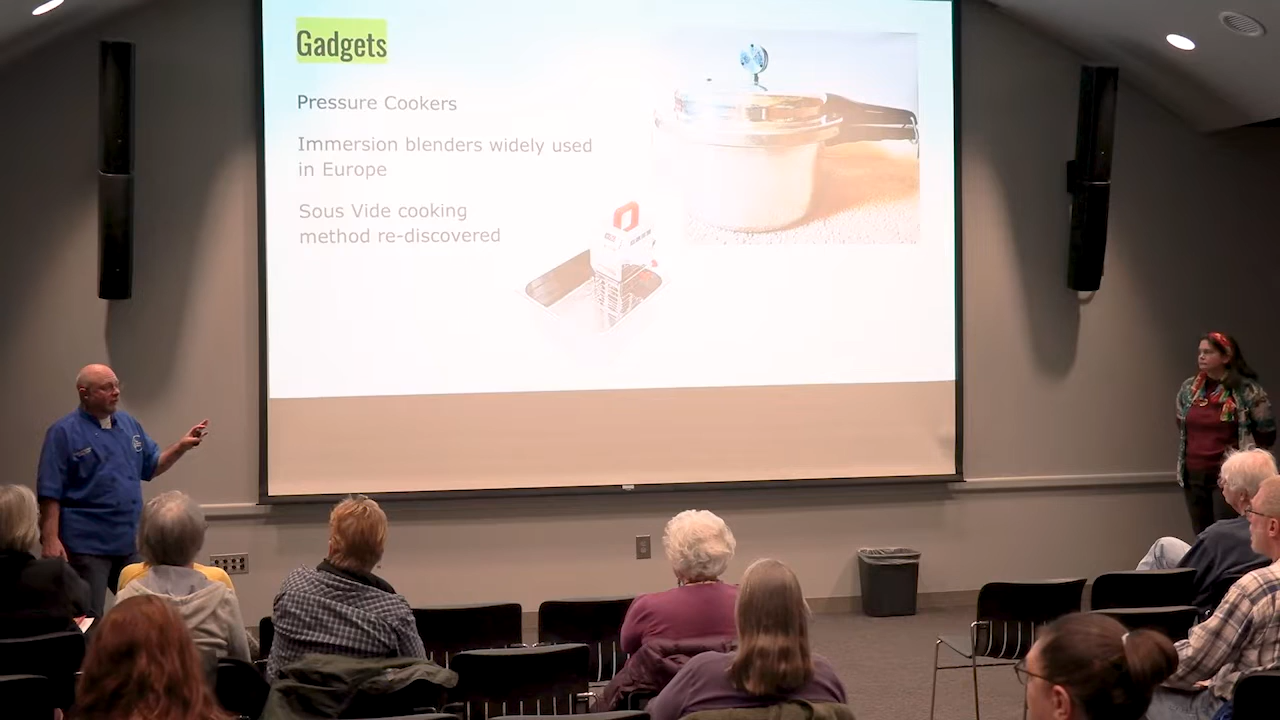 Gadgets
Pressure Cookers
Immersion blenders widely used
in Europe
Sous Vide cooking
method re-discovered